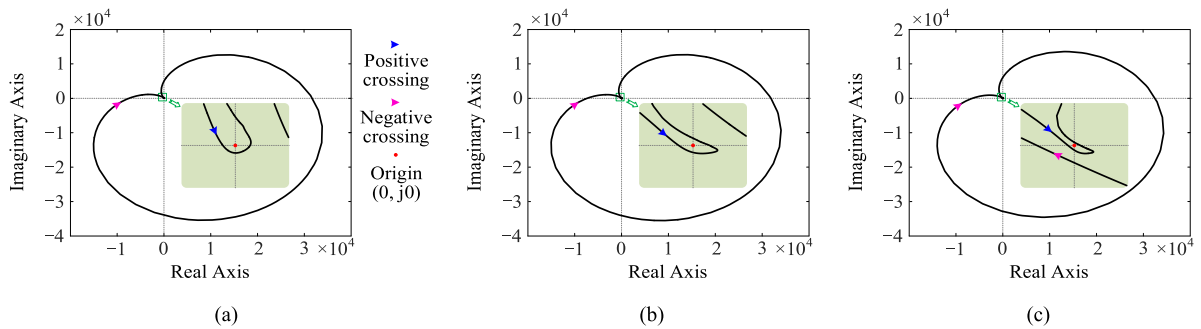 2 ×10⁴
1
0
−1
−2
−3
−4
Imaginary Axis
−1 0 1 2 3 ×10⁴
Real Axis
(a)
Positive
crossing
Negative
crossing
Origin
(0, j0)
2 ×10⁴
1
0
−1
−2
−3
−4
Imaginary Axis
−1 0 1 2 3 ×10⁴
Real Axis
(b)
2 ×10⁴
1
0
−1
−2
−3
−4
Imaginary Axis
−1 0 1 2 3 ×10⁴
Real Axis
(c)